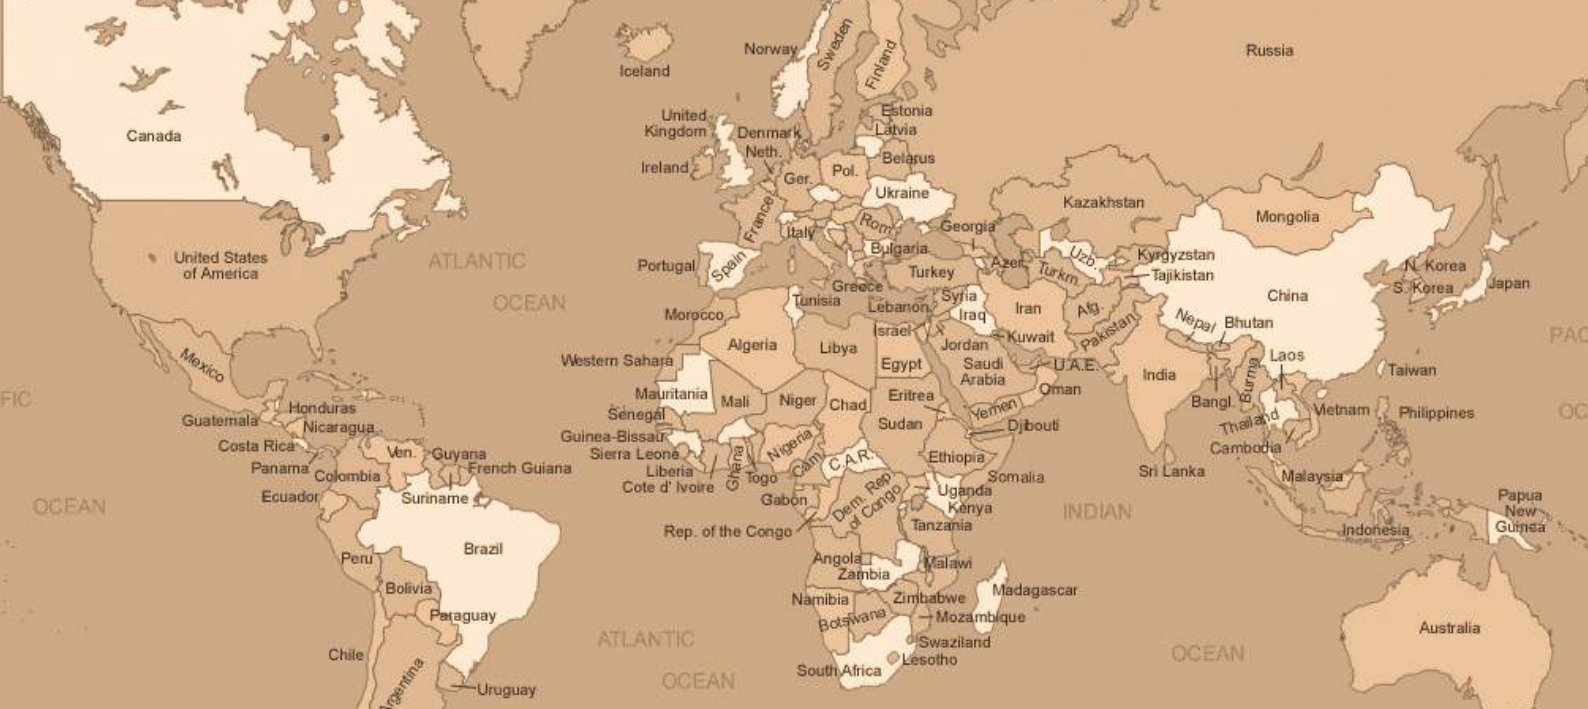 Norway
Sweden
Finland
Russia
Iceland
Canada
United
Kingdom
Denmark
Neth.
Ireland
Estonia
Latvia
Belarus
Ger.
Pol.
Ukraine
France
Italy
Rom.
Bulgaria
Georgia
Kazakhstan
Mongolia
United States
of America
ATLANTIC
OCEAN
Portugal
Spain
Greece
Turkey
Azer.
Turkm.
Uzb.
Kyrgyzstan
Tajikistan
China
N. Korea
S. Korea
Japan
Morocco
Tunisia
Lebanon
Syria
Iraq
Iran
Afg.
Pakistan
Nepal
Bhutan
Israel
Jordan
Kuwait
Algeria
Libya
Egypt
Saudi
Arabia
U.A.E.
Oman
India
Bangl.
Burma
Laos
Taiwan
PAC
OC
Mexico
FIC
OCEAN
Western Sahara
Mauritania
Mali
Niger
Chad
Sudan
Eritrea
Yemen
Djibouti
Ethiopia
Somalia
Sri Lanka
Thailand
Vietnam
Cambodia
Philippines
Malaysia
Guatemala
Honduras
Nicaragua
Costa Rica
Panama
Ven.
Guyana
French Guiana
Colombia
Suriname
Ecuador
Senegal
Guinea-Bissau
Sierra Leone
Liberia
Cote d' Ivoire
Ghana
Togo
Nigeria
Cam.
C.A.R.
Gabon
Rep. of the Congo
Dem. Rep.
of Congo
Uganda
Kenya
Tanzania
INDIAN
OCEAN
Indonesia
Papua
New
Guinea
Peru
Brazil
Bolivia
Paraguay
Chile
Argentina
Uruguay
ATLANTIC
OCEAN
Angola
Zambia
Malawi
Namibia
Zimbabwe
Botswana
Mozambique
Madagascar
Swaziland
Lesotho
South Africa
Australia